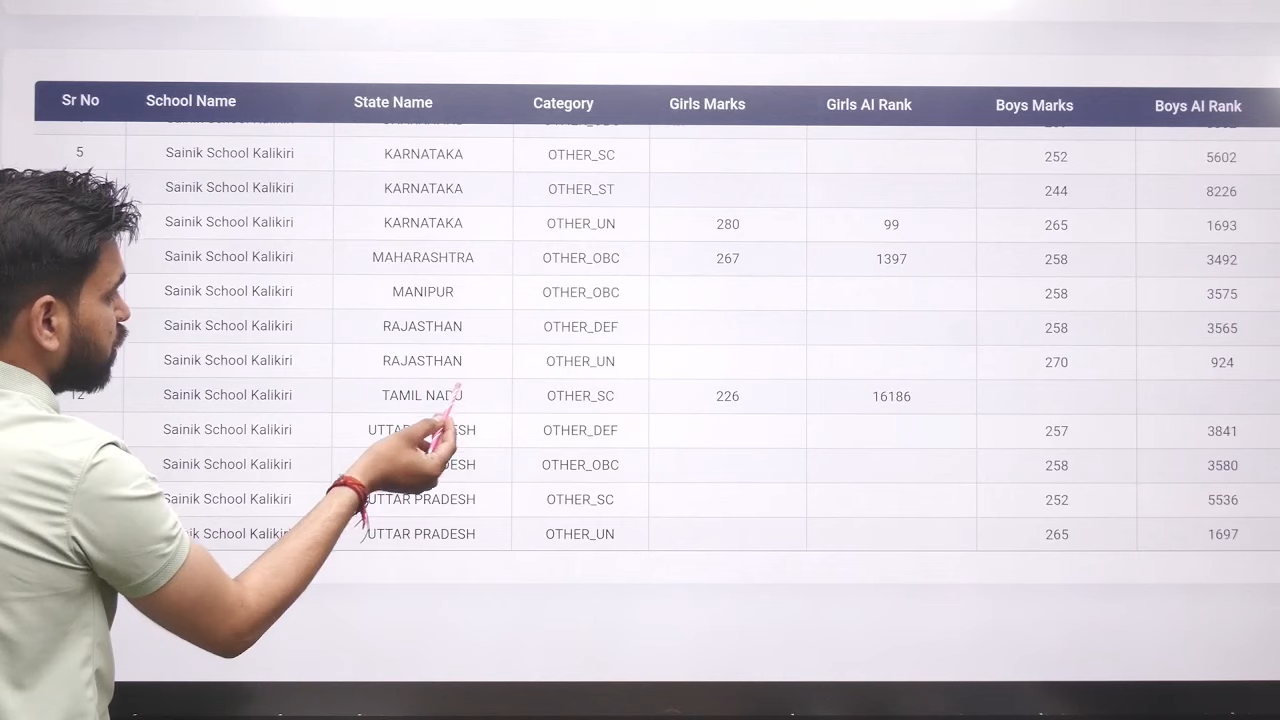 Sr No School Name State Name Category Girls Marks Girls AI Rank Boys Marks Boys AI Rank
5 Sainik School Kalikiri KARNATAKA OTHER_SC 252 5602
Sainik School Kalikiri KARNATAKA OTHER_ST 244 8226
Sainik School Kalikiri KARNATAKA OTHER_UN 280 99 265 1693
Sainik School Kalikiri MAHARASHTRA OTHER_OBC 267 1397 258 3492
Sainik School Kalikiri MANIPUR OTHER_OBC 258 3575
Sainik School Kalikiri RAJASTHAN OTHER_DEF 258 3565
Sainik School Kalikiri RAJASTHAN OTHER_UN 270 924
12 Sainik School Kalikiri TAMIL NADU OTHER_SC 226 16186
Sainik School Kalikiri OTHER_DEF 257 3841
Sainik School Kalikiri OTHER_OBC 258 3580
Sainik School Kalikiri UTTAR PRADESH OTHER_SC 252 5536
School Kalikiri UTTAR PRADESH OTHER_UN 265 1697